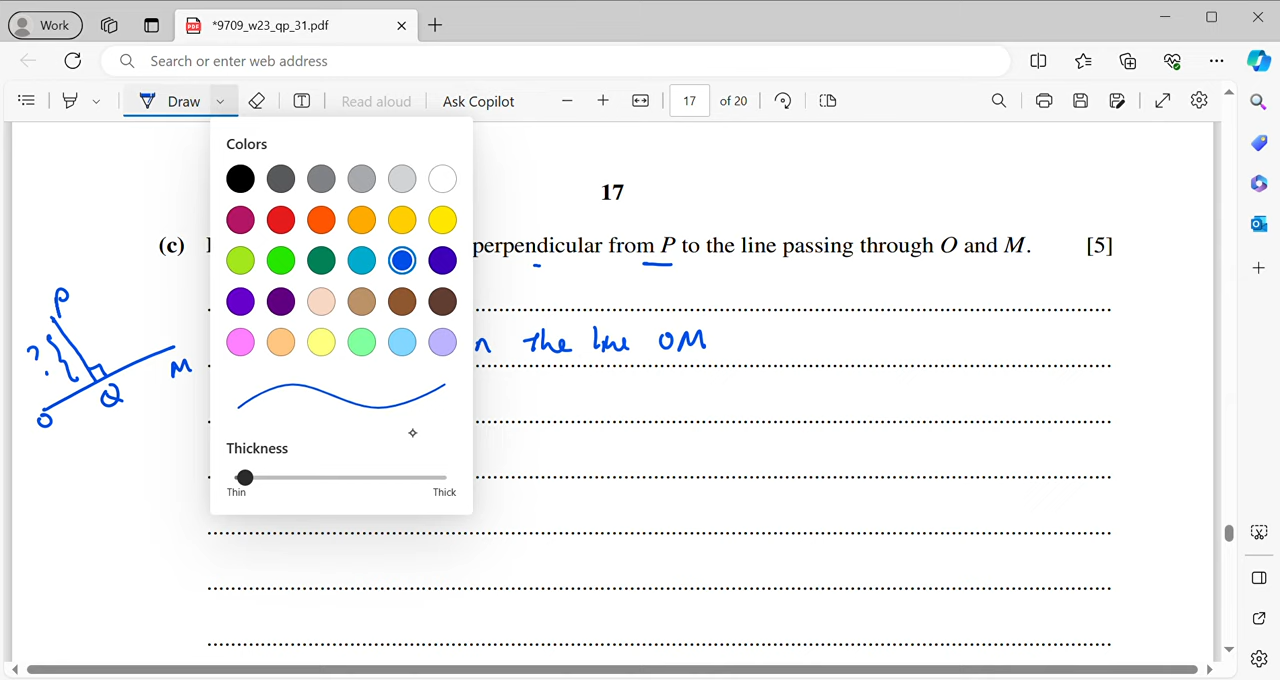 Work
*9709_w23_qp_31.pdf
Search or enter web address
Draw
Read aloud
Ask Copilot
17
of 20
Colors
17
(c)
perpendicular from P to the line passing through O and M. [5]
P
the line OM
?
M
Q
O
Thickness
Thin
Thick